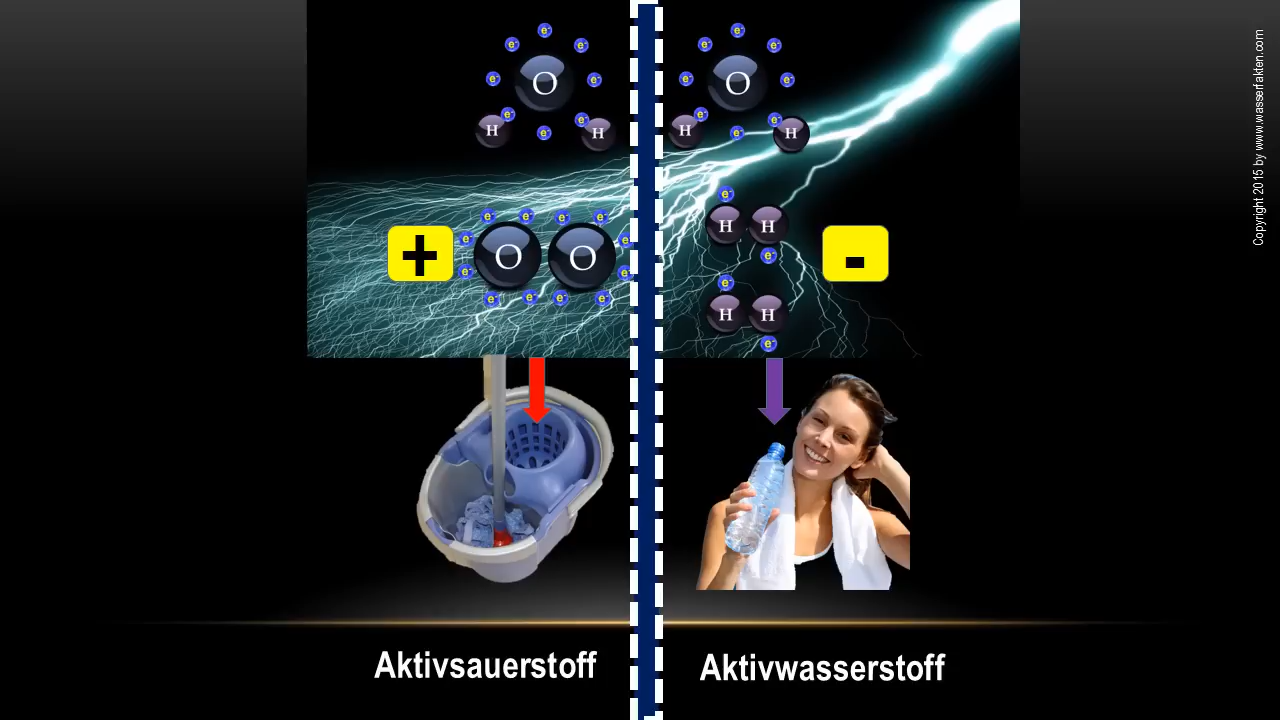 e⁻ e⁻ e⁻ e⁻ e⁻ e⁻ e⁻ e⁻ O H H
e⁻ e⁻ e⁻ e⁻ e⁻ e⁻ e⁻ e⁻ O H H
e⁻ e⁻ e⁻ e⁻ e⁻ e⁻ e⁻ e⁻ e⁻ e⁻ e⁻ e⁻ O O
e⁻ H H e⁻
+
-
e⁻ H H e⁻
Aktivsauerstoff
Aktivwasserstoff
Copyright 2015 by www.wasserfakten.com